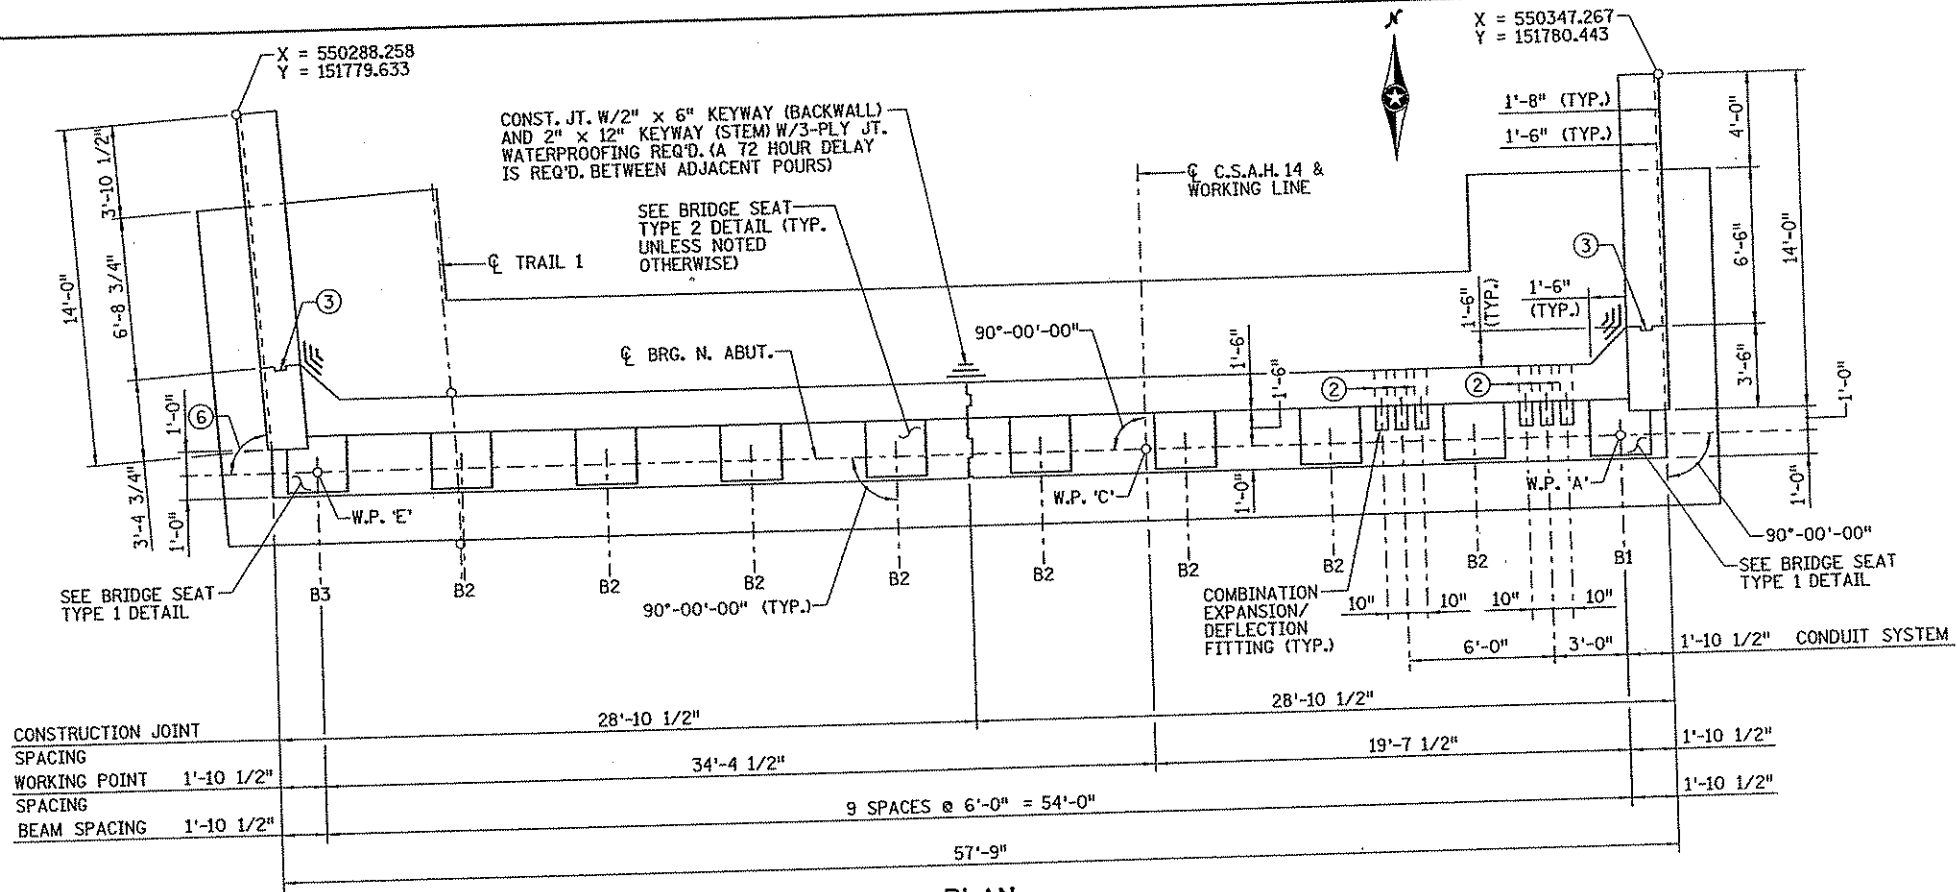 X = 550288.258
Y = 151779.633
N
X = 550347.267
Y = 151780.443
CONST. JT. W/2" X 6" KEYWAY (BACKWALL)
AND 2" X 12" KEYWAY (STEM) W/3-PLY JT.
WATERPROOFING REQ'D. (A 72 HOUR DELAY
IS REQ'D. BETWEEN ADJACENT POURS)
1'-8" (TYP.)
1'-6" (TYP.)
4'-0"
3'-10 1/2"
℄ C.S.A.H. 14 &
WORKING LINE
SEE BRIDGE SEAT
TYPE 2 DETAIL (TYP.
UNLESS NOTED
OTHERWISE)
℄ TRAIL 1
14'-0"
6'-8 3/4"
3
3
6'-6"
14'-0"
1'-6"
(TYP.)
1'-6"
(TYP.)
90°-00'-00"
℄ BRG. N. ABUT.
1'-6"
1'-6"
2
2
3'-6"
1'-0"
1'-0"
6
3'-4 3/4"
1'-0"
W.P. 'E'
W.P. 'C'
1'-0"
W.P. 'A'
1'-0"
90°-00'-00"
SEE BRIDGE SEAT
TYPE 1 DETAIL
SEE BRIDGE SEAT
TYPE 1 DETAIL
B3
B2
B2
B2
B2
B2
B2
B2
B2
B1
90°-00'-00" (TYP.)
COMBINATION
EXPANSION/
DEFLECTION
FITTING (TYP.)
10"
10"
10"
10"
6'-0"
3'-0"
1'-10 1/2" CONDUIT SYSTEM
CONSTRUCTION JOINT
28'-10 1/2"
28'-10 1/2"
SPACING
WORKING POINT 1'-10 1/2"
34'-4 1/2"
19'-7 1/2"
1'-10 1/2"
SPACING
BEAM SPACING 1'-10 1/2"
9 SPACES @ 6'-0" = 54'-0"
1'-10 1/2"
57'-9"
PLAN